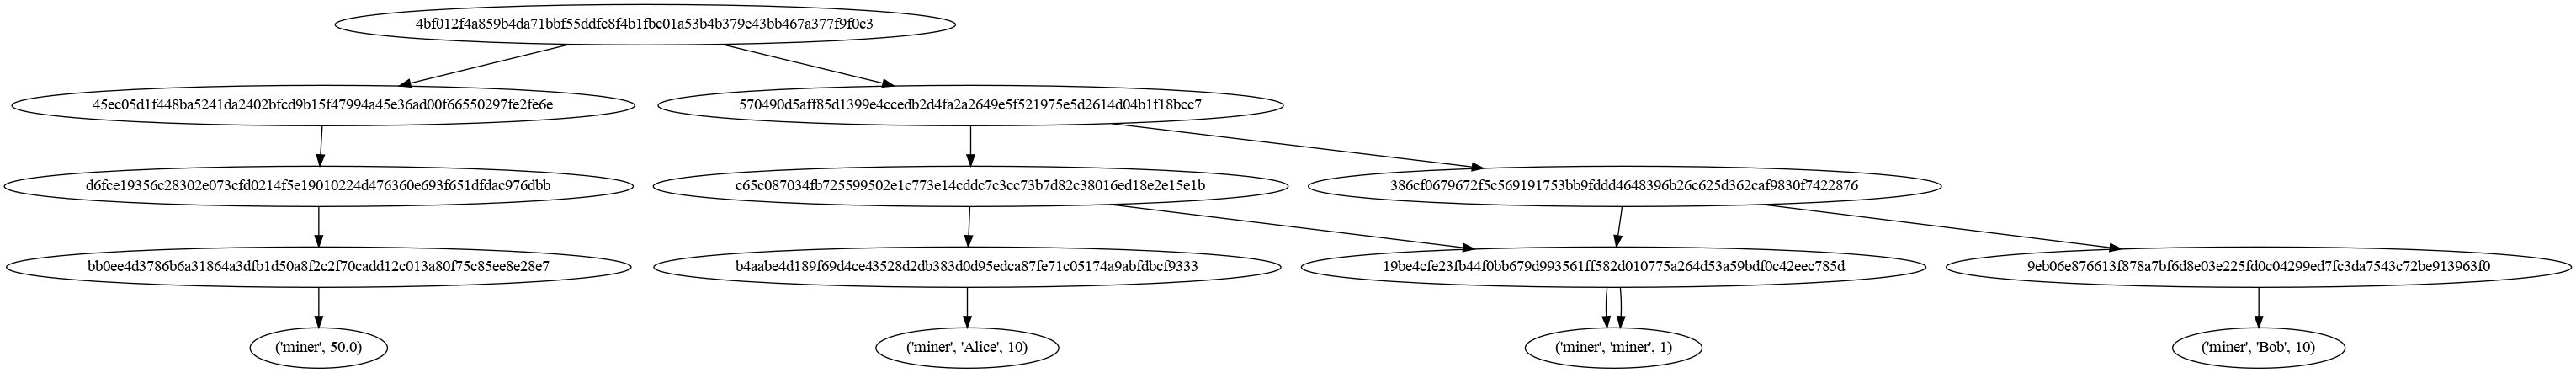 4bf012f4a859b4da71bbf55ddfc8f4b1fbc01a53b4b379e43bb467a377f9f0c3
45ec05d1f448ba5241da2402bfcd9b15f47994a45e36ad00f66550297fe2fe6e
570490d5aff85d1399e4ccedb2d4fa2a2649e5f521975e5d2614d04b1f18bcc7
d6fce19356c28302e073cfd0214f5e19010224d476360e693f651dfdac976dbb
c65c087034fb725599502e1c773e14cddc7c3cc73b7d82c38016ed18e2e15e1b
386cf0679672f5c569191753bb9fddd4648396b26c625d362caf9830f7422876
bb0ee4d3786b6a31864a3dfb1d50a8f2c2f70cadd12c013a80f75c85ee8e28e7
b4aabe4d189f69d4ce43528d2db383d0d95edca87fe71c05174a9abfdbcf9333
19be4cfe23fb44f0bb679d993561ff582d010775a264d53a59bdf0c42eec785d
9eb06e876613f878a7bf6d8e03e225fd0c04299ed7fc3da7543c72be913963f0
('miner', 50.0)
('miner', 'Alice', 10)
('miner', 'miner', 1)
('miner', 'Bob', 10)